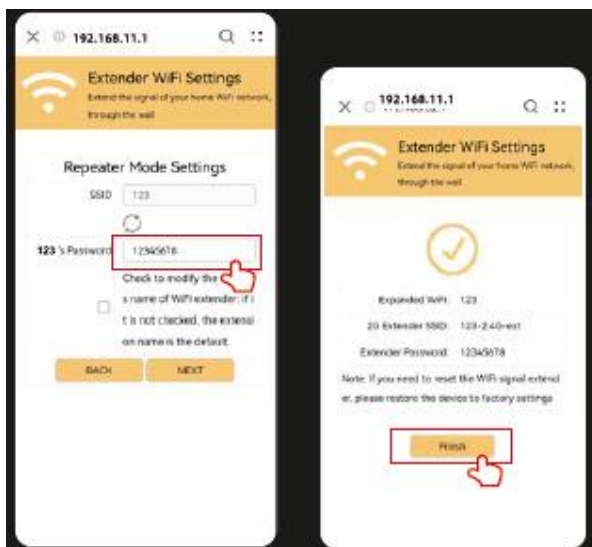 192.168.11.1
Extender WiFi Settings
Extend the signal of your home WiFi network,
through the wall
Repeater Mode Settings
SSID 123
123 's Password 12345678
Check to modify the
s name of WiFi extender; if i
t is not checked, the extensi
on name is the default
BACK NEXT
192.168.11.1
Extender WiFi Settings
Extend the signal of your home WiFi network,
through the wall
Expanded WiFi: 123
2G Extender SSID: 123-2.4G-ext
Extender Password: 12345678
Note: If you need to reset the WiFi signal extend
er, please restore the device to factory settings
Finish